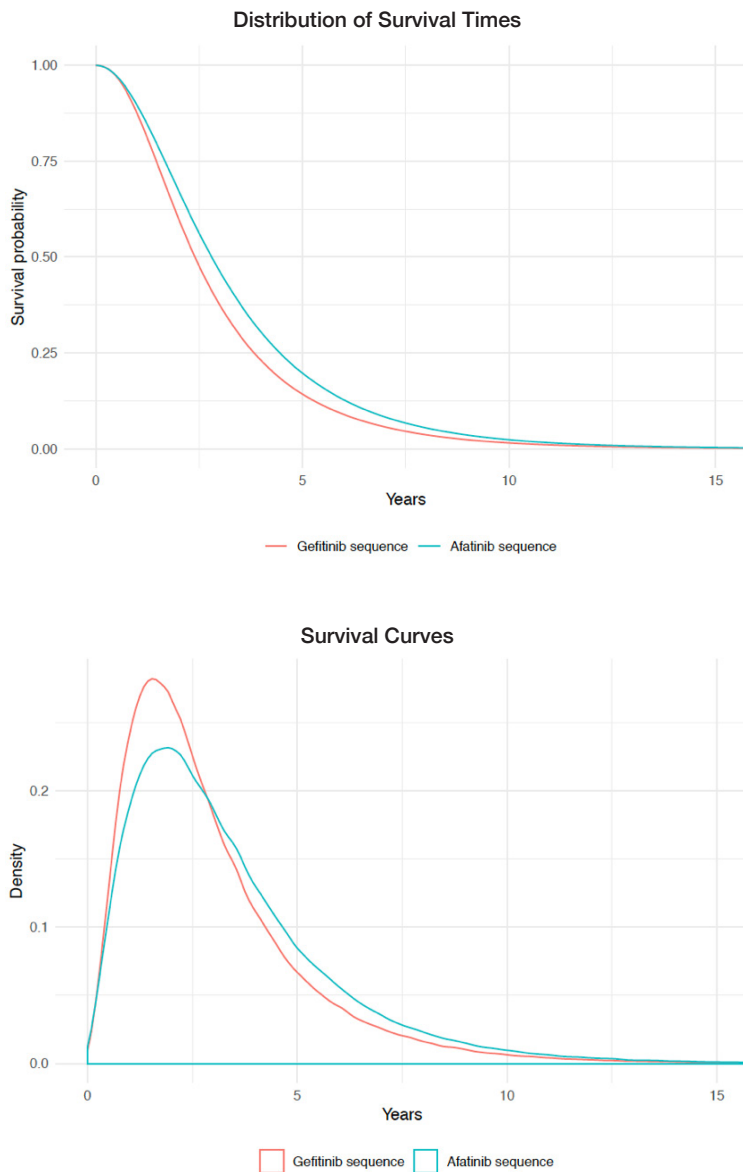 Distribution of Survival Times
Survival probability
1.00
0.75
0.50
0.25
0.00
0 5 10 15
Years
Gefitinib sequence Afatinib sequence
Survival Curves
Density
0.2
0.1
0.0
0 5 10 15
Years
Gefitinib sequence Afatinib sequence